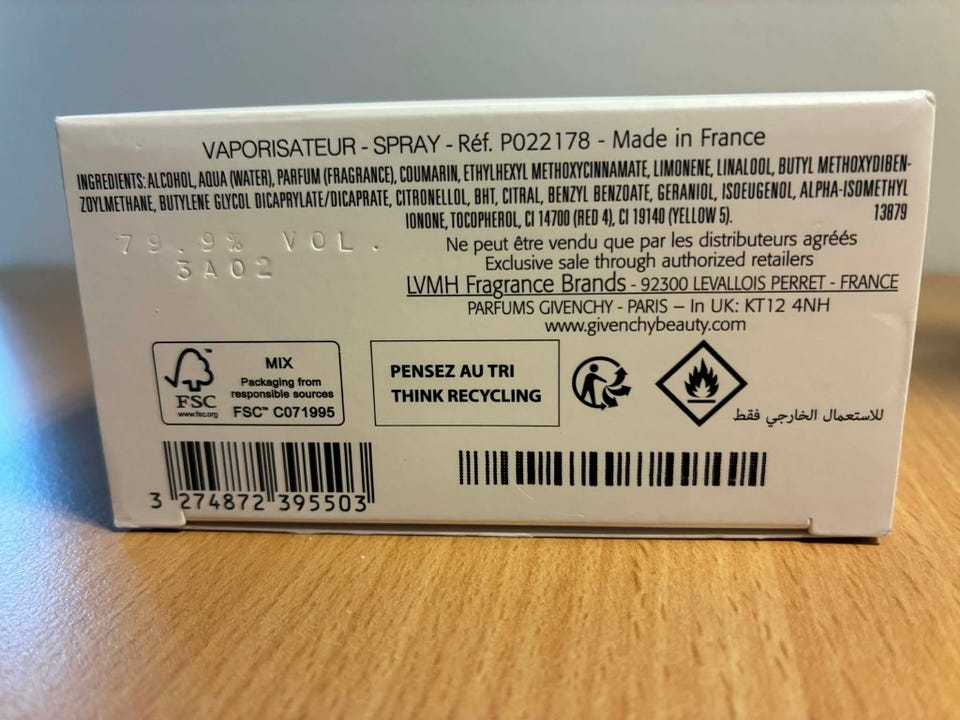 VAPORISATEUR - SPRAY - Réf. P022178 - Made in France
INGREDIENTS: ALCOHOL, AQUA (WATER), PARFUM (FRAGRANCE), COUMARIN, ETHYLHEXYL METHOXYCINNAMATE, LIMONENE, LINALOOL, BUTYL METHOXYDIBEN-
ZOYLMETHANE, BUTYLENE GLYCOL DICAPRYLATE/DICAPRATE, CITRONELLOL, BHT, CITRAL, BENZYL BENZOATE, GERANIOL, ISOEUGENOL, ALPHA-ISOMETHYL
IONONE, TOCOPHEROL, CI 14700 (RED 4), CI 19140 (YELLOW 5). 13879
79.9% VOL.
3A02
Ne peut être vendu que par les distributeurs agréés
Exclusive sale through authorized retailers
LVMH Fragrance Brands - 92300 LEVALLOIS PERRET - FRANCE
PARFUMS GIVENCHY - PARIS – In UK: KT12 4NH
www.givenchybeauty.com
FSC
www.fsc.org
MIX
Packaging from
responsible sources
FSC™ C071995
PENSEZ AU TRI
THINK RECYCLING
للاستعمال الخارجي فقط
3 274872 395503